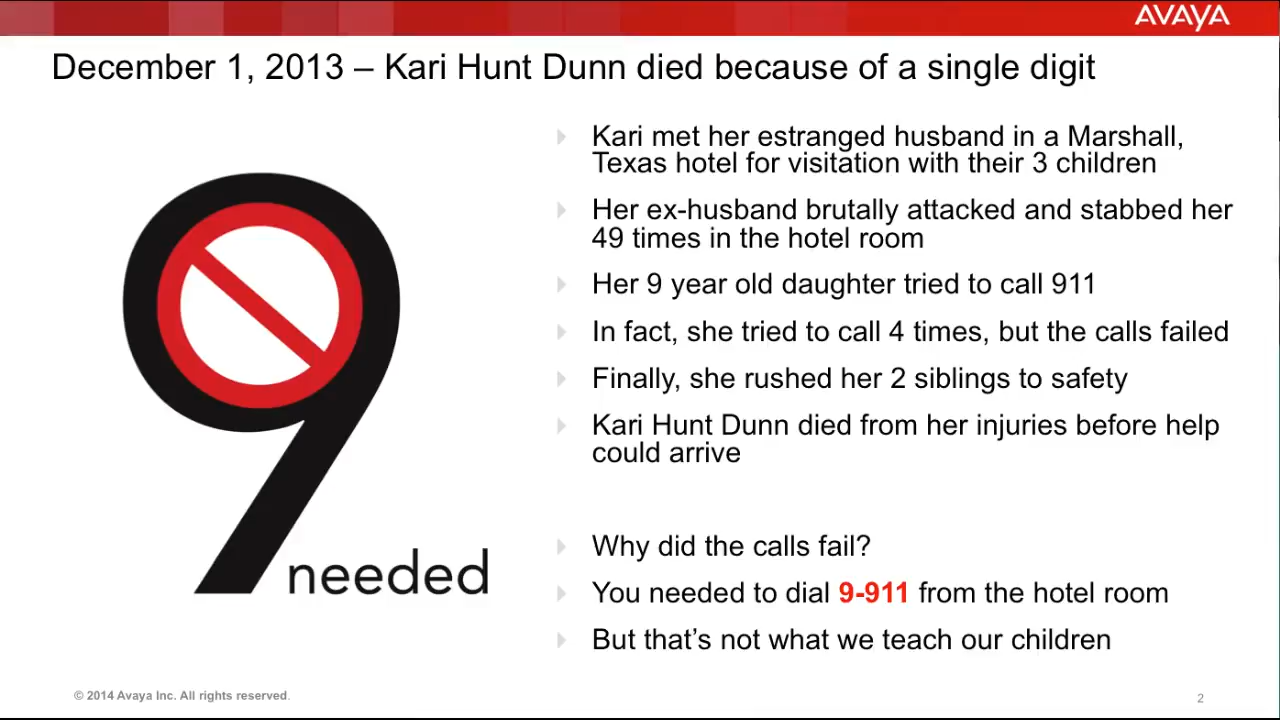 AVAYA
December 1, 2013 – Kari Hunt Dunn died because of a single digit
Kari met her estranged husband in a Marshall,
Texas hotel for visitation with their 3 children
Her ex-husband brutally attacked and stabbed her
49 times in the hotel room
Her 9 year old daughter tried to call 911
In fact, she tried to call 4 times, but the calls failed
Finally, she rushed her 2 siblings to safety
Kari Hunt Dunn died from her injuries before help
could arrive
Why did the calls fail?
You needed to dial 9-911 from the hotel room
But that’s not what we teach our children
9 needed
© 2014 Avaya Inc. All rights reserved.
2